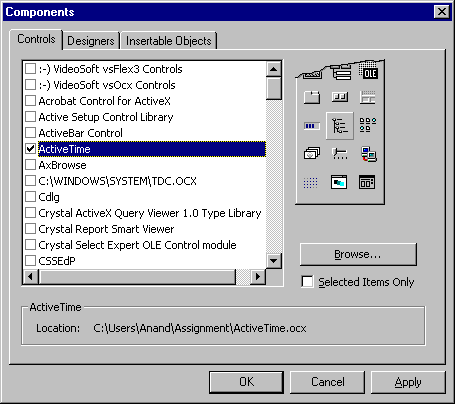 Components
Controls Designers Insertable Objects
:-) VideoSoft vsFlex3 Controls
:-) VideoSoft vsOcx Controls
Acrobat Control for ActiveX
Active Setup Control Library
ActiveBar Control
ActiveTime
AxBrowse
C:\WINDOWS\SYSTEM\TDC.OCX
Cdlg
Crystal ActiveX Query Viewer 1.0 Type Library
Crystal Report Smart Viewer
Crystal Select Expert OLE Control module
CSSEdP
OLE
Browse...
Selected Items Only
ActiveTime
Location: C:\Users\Anand\Assignment\ActiveTime.ocx
OK Cancel Apply